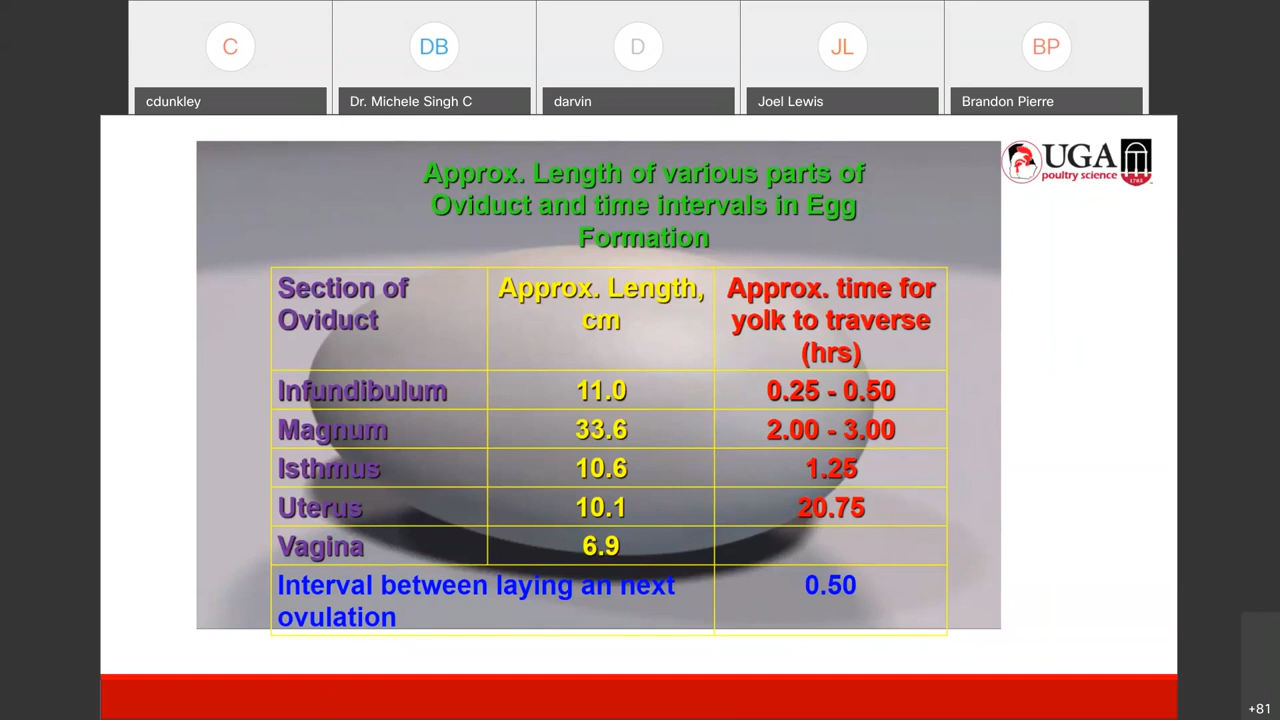 C
DB
D
JL
BP
cdunkley
Dr. Michele Singh C
darvin
Joel Lewis
Brandon Pierre
UGA
poultry science
1785
Approx. Length of various parts of
Oviduct and time intervals in Egg
Formation
Section of
Oviduct
Approx. Length,
cm
Approx. time for
yolk to traverse
(hrs)
Infundibulum 11.0 0.25 - 0.50
Magnum 33.6 2.00 - 3.00
Isthmus 10.6 1.25
Uterus 10.1 20.75
Vagina 6.9
Interval between laying an next 0.50
ovulation
+81